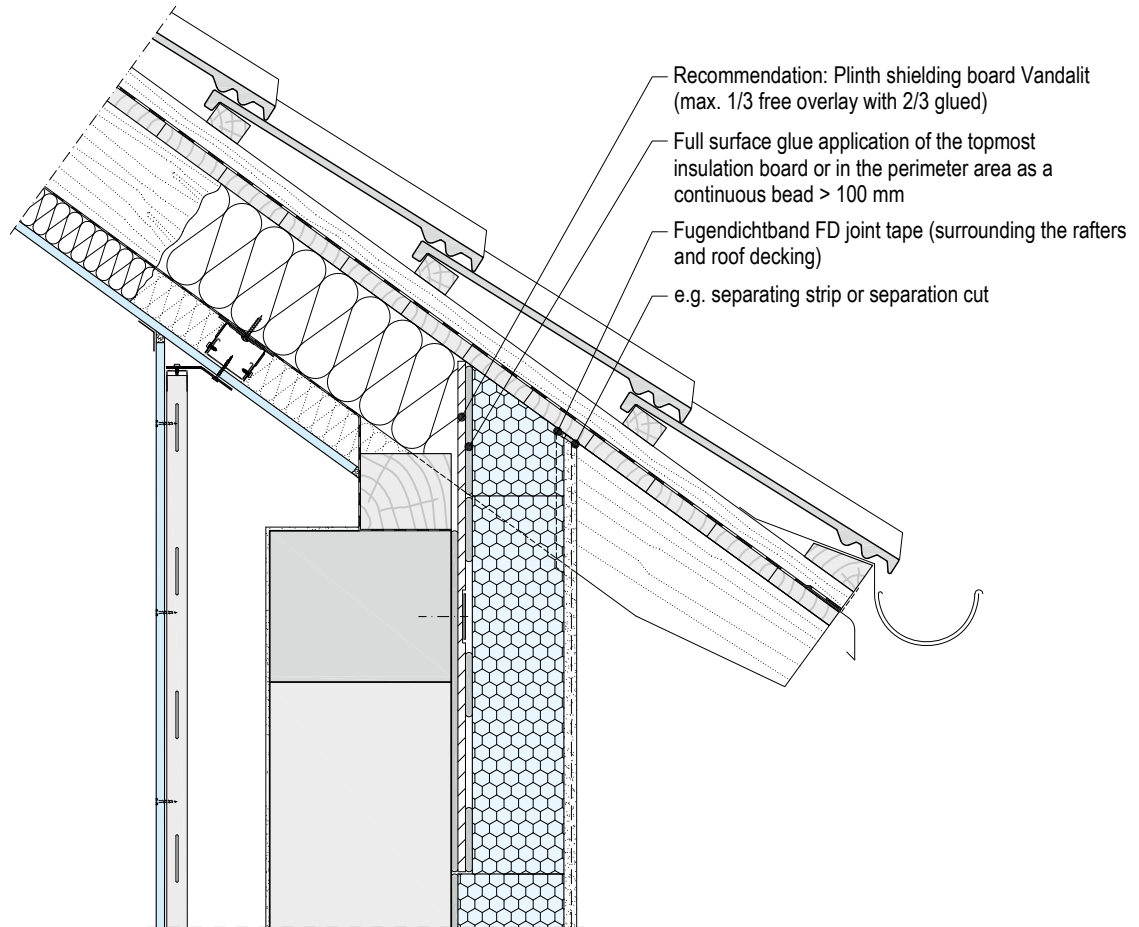 Recommendation: Plinth shielding board Vandalit
(max. 1/3 free overlay with 2/3 glued)
Full surface glue application of the topmost
insulation board or in the perimeter area as a
continuous bead > 100 mm
Fugendichtband FD joint tape (surrounding the rafters
and roof decking)
e.g. separating strip or separation cut